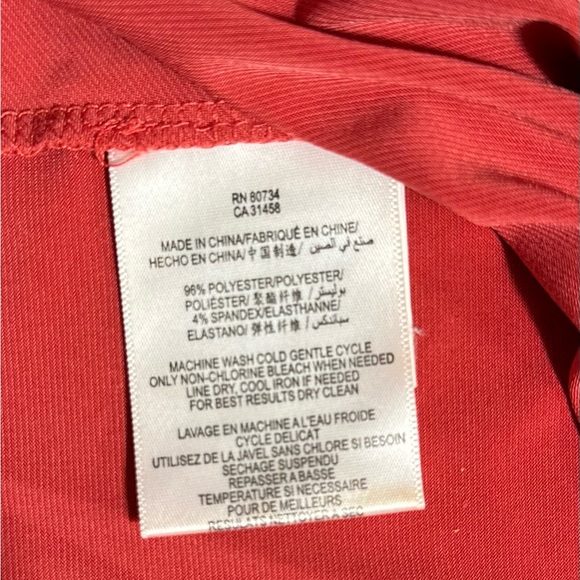 RN 80734
CA 31458
MADE IN CHINA/FABRIQUÉ EN CHINE/
HECHO EN CHINA/中国制造/ صنع في الصين
96% POLYESTER/POLYESTER/
POLIÉSTER/聚酯纤维/بوليستر/
4% SPANDEX/ELASTHANNE/
ELASTANO/弹性纤维/سباندكس
MACHINE WASH COLD GENTLE CYCLE
ONLY NON-CHLORINE BLEACH WHEN NEEDED
LINE DRY, COOL IRON IF NEEDED
FOR BEST RESULTS DRY CLEAN
LAVAGE EN MACHINE A L'EAU FROIDE
CYCLE DELICAT
UTILISEZ DE LA JAVEL SANS CHLORE SI BESOIN
SECHAGE SUSPENDU
REPASSER A BASSE
TEMPERATURE SI NECESSAIRE
POUR DE MEILLEURS
RESULATS NETTOYER A SEC